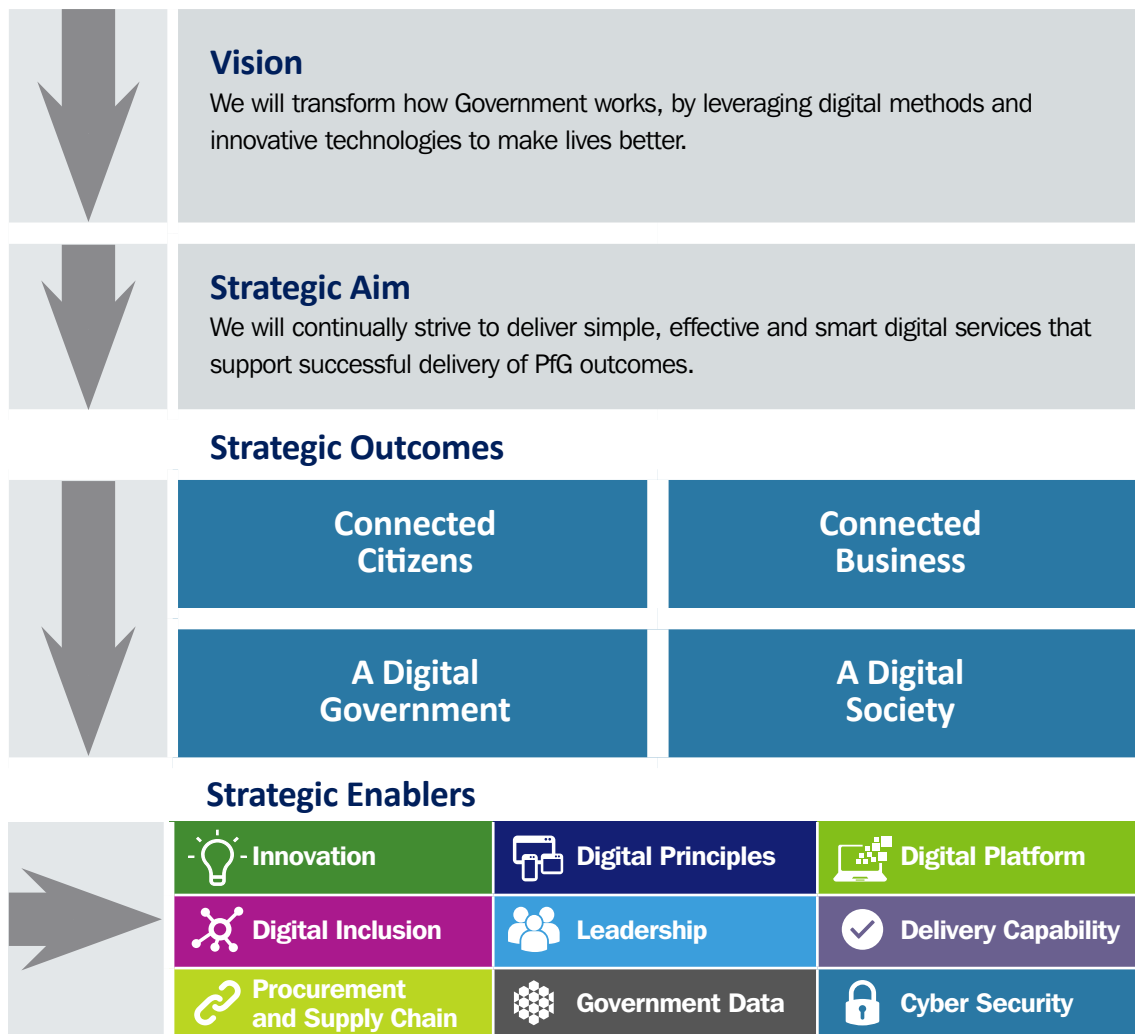 Vision
We will transform how Government works, by leveraging digital methods and
innovative technologies to make lives better.
Strategic Aim
We will continually strive to deliver simple, effective and smart digital services that
support successful delivery of PfG outcomes.
Strategic Outcomes
Connected
Citizens
Connected
Business
A Digital
Government
A Digital
Society
Strategic Enablers
Innovation
Digital Principles
Digital Platform
Digital Inclusion
Leadership
Delivery Capability
Procurement
and Supply Chain
Government Data
Cyber Security